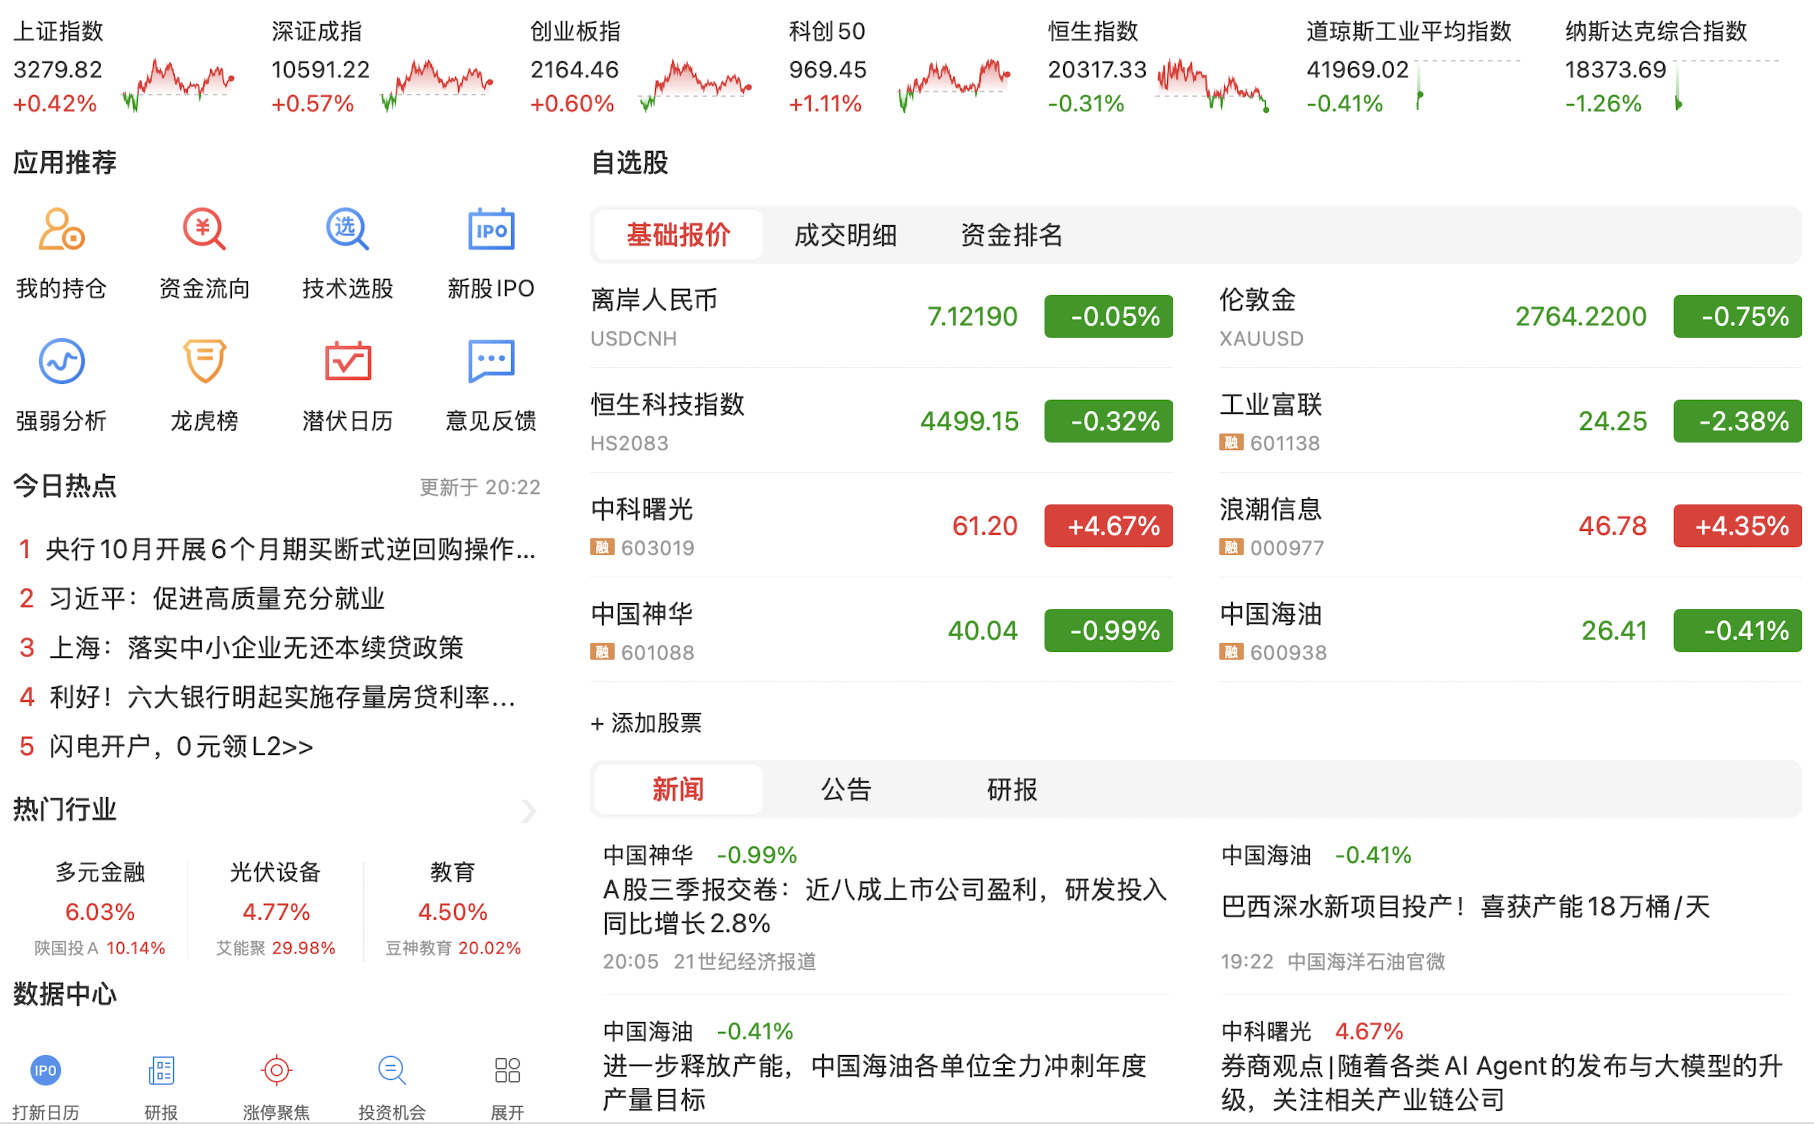 上证指数
3279.82
+0.42%
深证成指
10591.22
+0.57%
创业板指
2164.46
+0.60%
科创50
969.45
+1.11%
恒生指数
20317.33
-0.31%
道琼斯工业平均指数
41969.02
-0.41%
纳斯达克综合指数
18373.69
-1.26%
应用推荐
¥
选
IPO
我的持仓
资金流向
技术选股
新股IPO
强弱分析
龙虎榜
潜伏日历
意见反馈
今日热点
更新于 20:22
1 央行10月开展6个月期买断式逆回购操作...
2 习近平：促进高质量充分就业
3 上海：落实中小企业无还本续贷政策
4 利好！六大银行明起实施存量房贷利率...
5 闪电开户，0元领L2>>
热门行业
多元金融
6.03%
陕国投A 10.14%
光伏设备
4.77%
艾能聚 29.98%
教育
4.50%
豆神教育 20.02%
数据中心
IPO
打新日历
研报
涨停聚焦
投资机会
展开
自选股
基础报价
成交明细
资金排名
离岸人民币
USDCNH
7.12190
-0.05%
伦敦金
XAUUSD
2764.2200
-0.75%
恒生科技指数
HS2083
4499.15
-0.32%
工业富联
融 601138
24.25
-2.38%
中科曙光
融 603019
61.20
+4.67%
浪潮信息
融 000977
46.78
+4.35%
中国神华
融 601088
40.04
-0.99%
中国海油
融 600938
26.41
-0.41%
+ 添加股票
新闻
公告
研报
中国神华 -0.99%
A股三季报交卷：近八成上市公司盈利，研发投入
同比增长2.8%
20:05 21世纪经济报道
中国海油 -0.41%
巴西深水新项目投产！喜获产能18万桶/天
19:22 中国海洋石油官微
中国海油 -0.41%
进一步释放产能，中国海油各单位全力冲刺年度
产量目标
中科曙光 4.67%
券商观点|随着各类AI Agent的发布与大模型的升
级，关注相关产业链公司